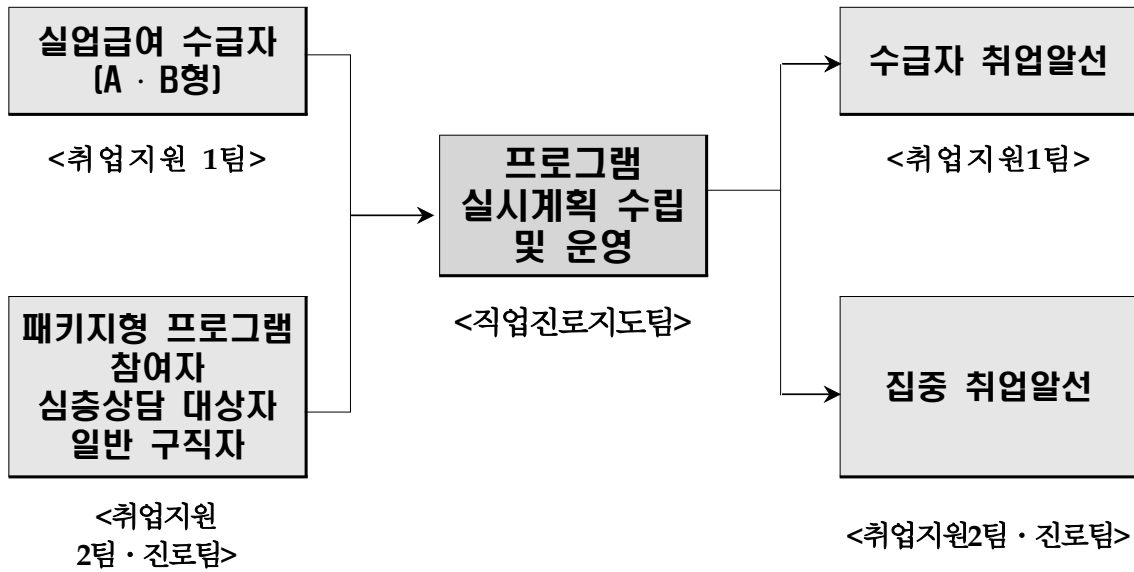 실업급여 수급자
(A · B형)
<취업지원 1팀>
패키지형 프로그램
참여자
심층상담 대상자
일반 구직자
<취업지원
2팀 · 진로팀>
프로그램
실시계획 수립
및 운영
<직업진로지도팀>
수급자 취업알선
<취업지원1팀>
집중 취업알선
<취업지원2팀 · 진로팀>